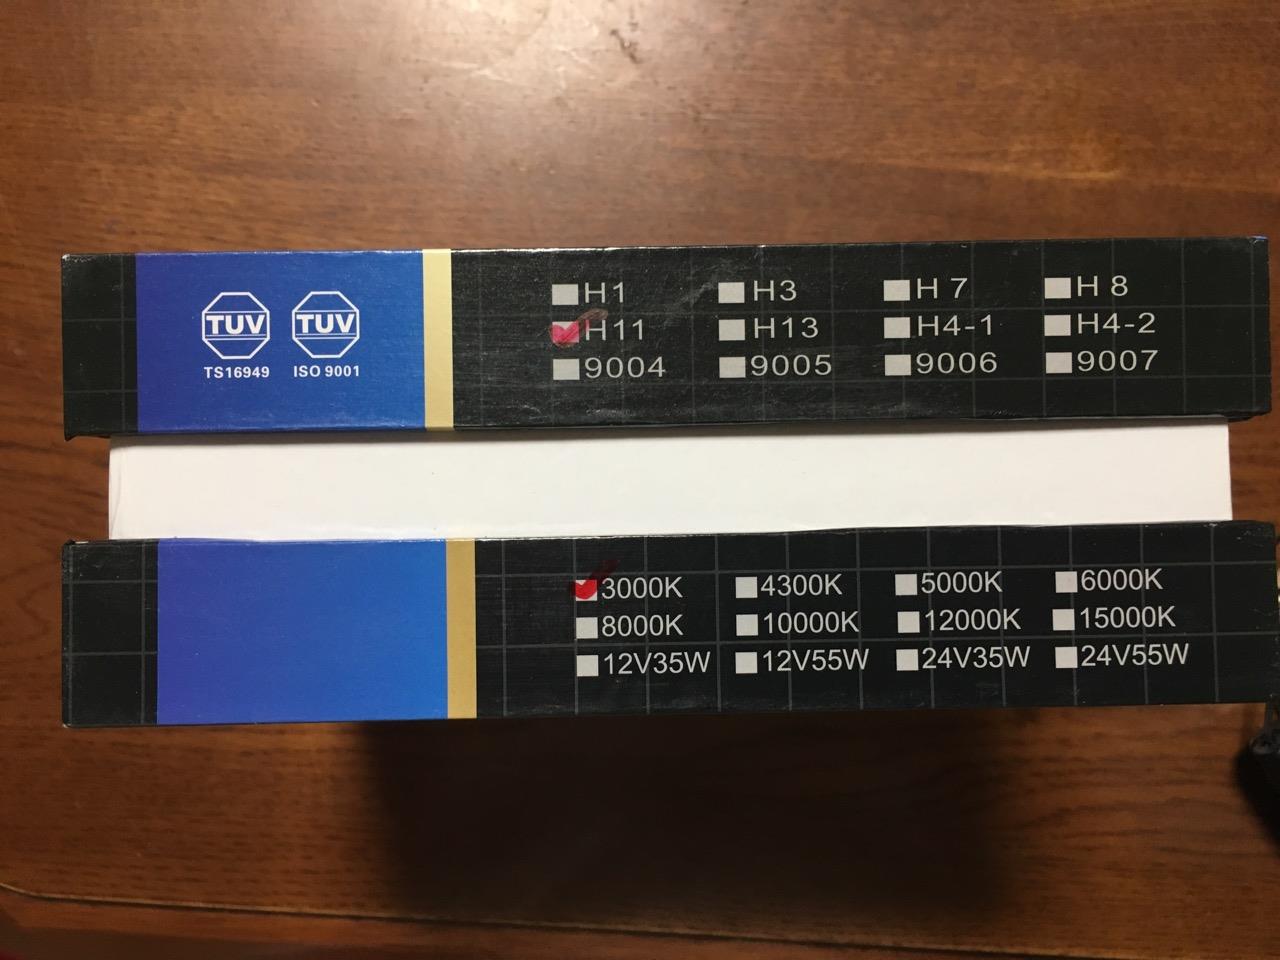 TUV TUV
TS16949 ISO 9001
H1 H3 H 7 H 8
H11 H13 H4-1 H4-2
9004 9005 9006 9007
3000K 4300K 5000K 6000K
8000K 10000K 12000K 15000K
12V35W 12V55W 24V35W 24V55W